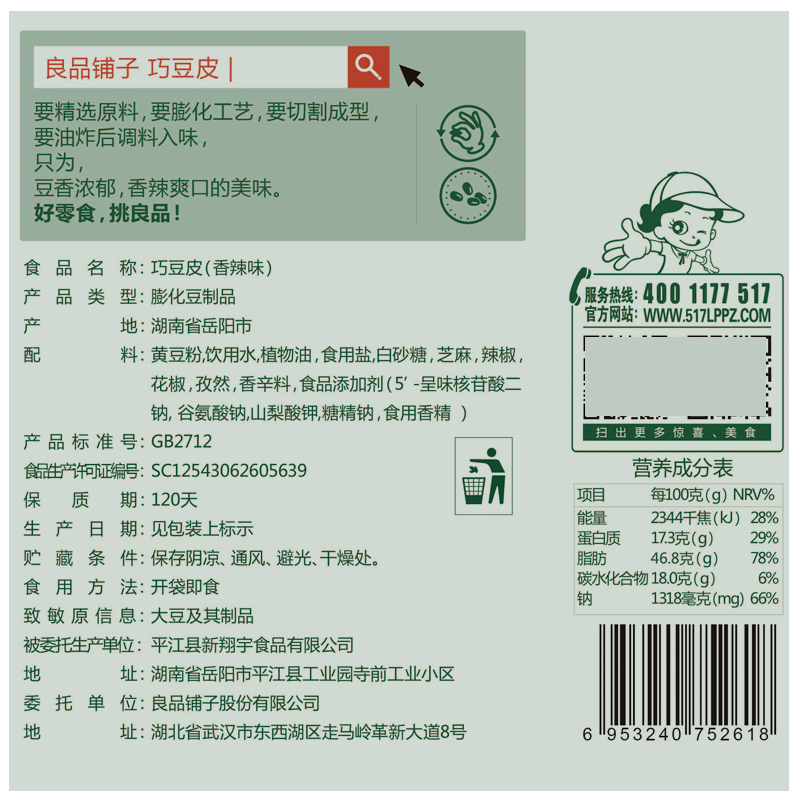 良品铺子 巧豆皮|
要精选原料,要膨化工艺,要切割成型,
要油炸后调料入味,
只为,
豆香浓郁,香辣爽口的美味。
好零食,挑良品!
食品名称:巧豆皮(香辣味)
产品类型:膨化豆制品
产地:湖南省岳阳市
配料:黄豆粉,饮用水,植物油,食用盐,白砂糖,芝麻,辣椒,
花椒,孜然,香辛料,食品添加剂(5'-呈味核苷酸二
钠,谷氨酸钠,山梨酸钾,糖精钠,食用香精 )
产品标准号:GB2712
食品生产许可证编号:SC12543062605639
保质期:120天
生产日期:见包装上标示
贮藏条件:保存阴凉、通风、避光、干燥处。
食用方法:开袋即食
致敏原信息:大豆及其制品
被委托生产单位:平江县新翔宇食品有限公司
地址:湖南省岳阳市平江县工业园寺前工业小区
委托单位:良品铺子股份有限公司
地址:湖北省武汉市东西湖区走马岭革新大道8号
服务热线:400 1177 517
官方网站:WWW.517LPPZ.COM
扫出更多惊喜、美食
营养成分表
项目 每100克(g) NRV%
能量 2344千焦(kJ) 28%
蛋白质 17.3克(g) 29%
脂肪 46.8克(g) 78%
碳水化合物 18.0克(g) 6%
钠 1318毫克(mg) 66%
6 953240 752618